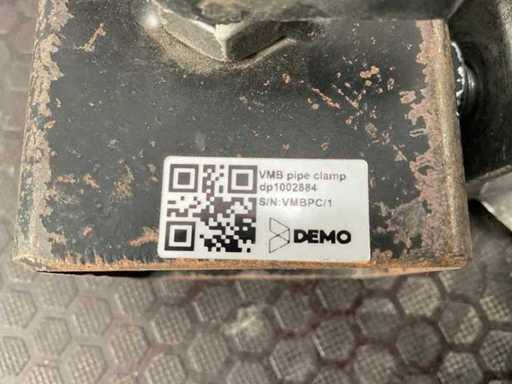 VMB pipe clamp
dp1002884
S/N:VMBPC/1
DEMO